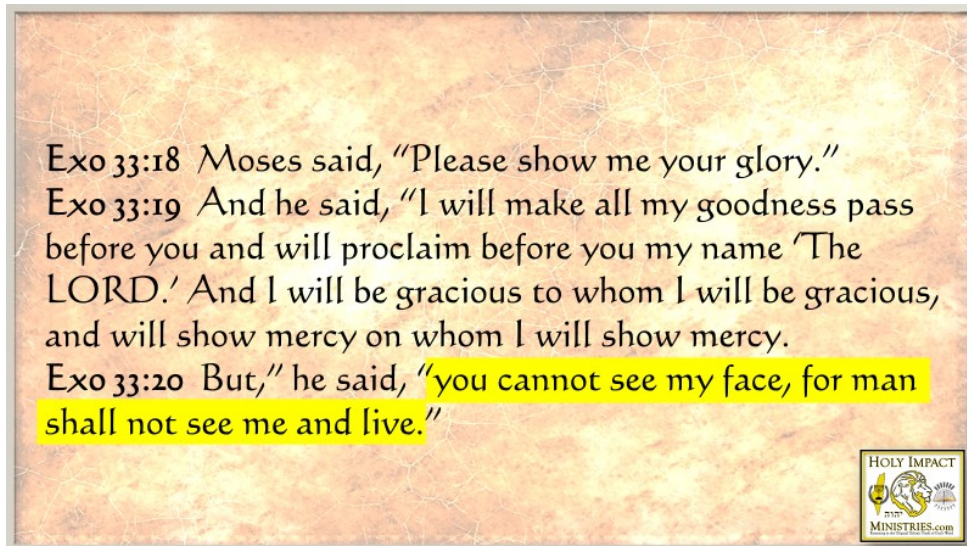 Exo 33:18 Moses said, “Please show me your glory.”
Exo 33:19 And he said, “I will make all my goodness pass
before you and will proclaim before you my name ‘The
LORD.’ And I will be gracious to whom I will be gracious,
and will show mercy on whom I will show mercy.
Exo 33:20 But,” he said, “you cannot see my face, for man
shall not see me and live.”
HOLY IMPACT
יהוה
MINISTRIES.com